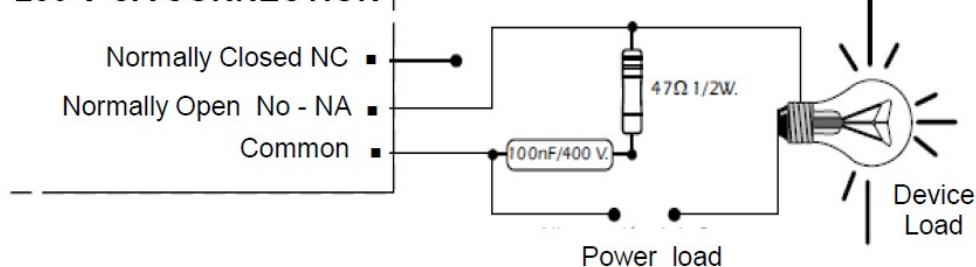 Normally Closed NC
Normally Open No - NA
Common
47Ω 1/2W.
100nF/400 V.
Device
Load
Power load